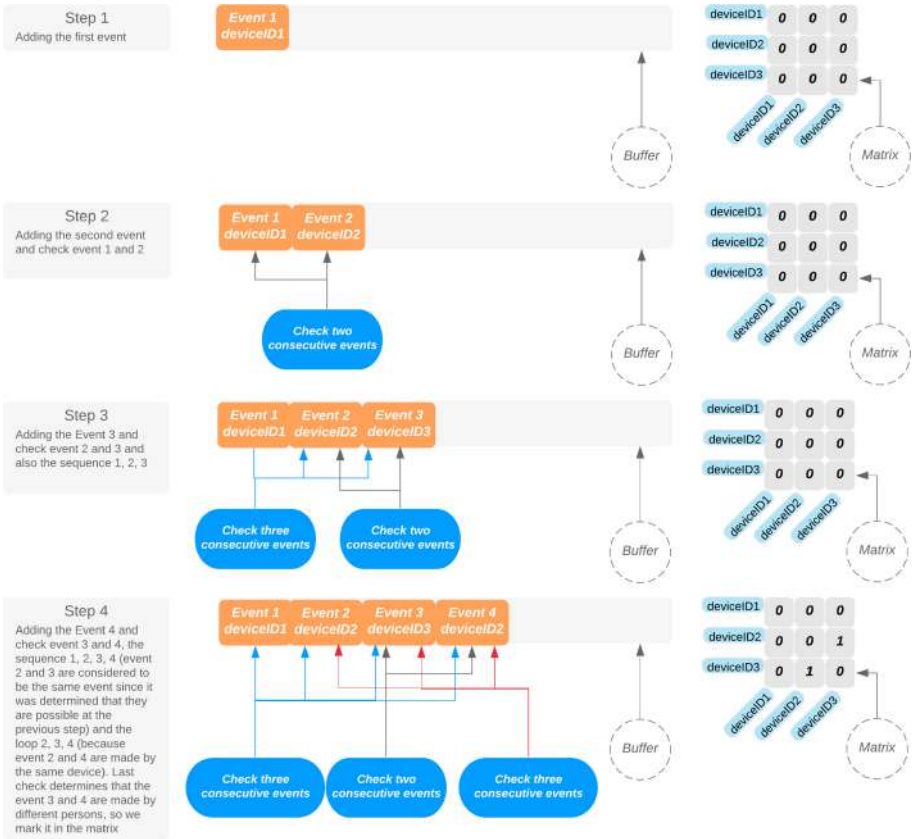 Step 1
Adding the first event
Event 1
deviceID1
Buffer
deviceID1 0 0 0
deviceID2 0 0 0
deviceID3 0 0 0
deviceID1 deviceID2 deviceID3
Matrix
Step 2
Adding the second event
and check event 1 and 2
Event 1 Event 2
deviceID1 deviceID2
Check two
consecutive events
Buffer
deviceID1 0 0 0
deviceID2 0 0 0
deviceID3 0 0 0
deviceID1 deviceID2 deviceID3
Matrix
Step 3
Adding the Event 3 and
check event 2 and 3 and
also the sequence 1, 2, 3
Event 1 Event 2 Event 3
deviceID1 deviceID2 deviceID3
Check three
consecutive events
Check two
consecutive events
Buffer
deviceID1 0 0 0
deviceID2 0 0 0
deviceID3 0 0 0
deviceID1 deviceID2 deviceID3
Matrix
Step 4
Adding the Event 4 and
check event 3 and 4, the
sequence 1, 2, 3, 4 (event
2 and 3 are considered to
be the same event since it
was determined that they
are possible at the
previous step) and the
loop 2, 3, 4 (because
event 2 and 4 are made by
the same device). Last
check determines that the
event 3 and 4 are made by
different persons, so we
mark it in the matrix
Event 1 Event 2 Event 3 Event 4
deviceID1 deviceID2 deviceID3 deviceID2
Check three
consecutive events
Check two
consecutive events
Check three
consecutive events
Buffer
deviceID1 0 0 0
deviceID2 0 0 1
deviceID3 0 1 0
deviceID1 deviceID2 deviceID3
Matrix